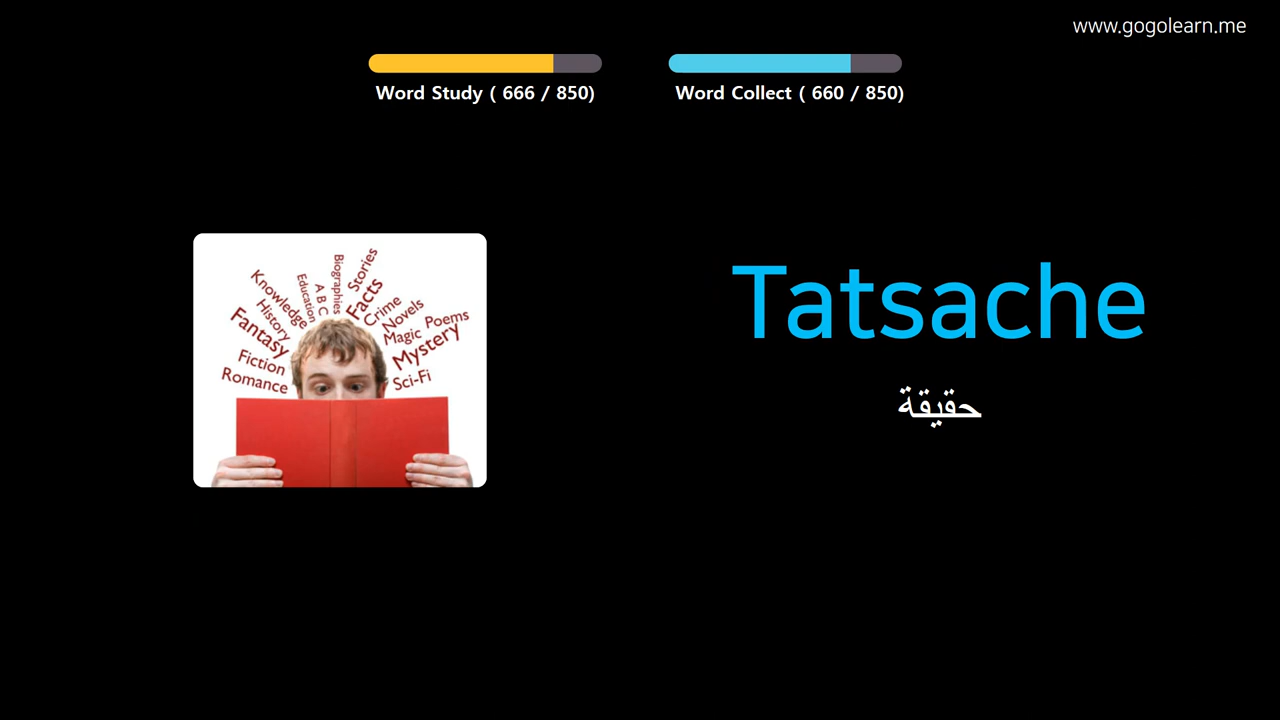 www.gogolearn.me
Word Study ( 666 / 850)
Word Collect ( 660 / 850)
Tatsache
حقيقة
Stories
Biographies
Facts
A B C
Education
Knowledge
History
Crime
Novels
Poems
Magic
Fantasy
Mystery
Fiction
Romance
Sci-Fi